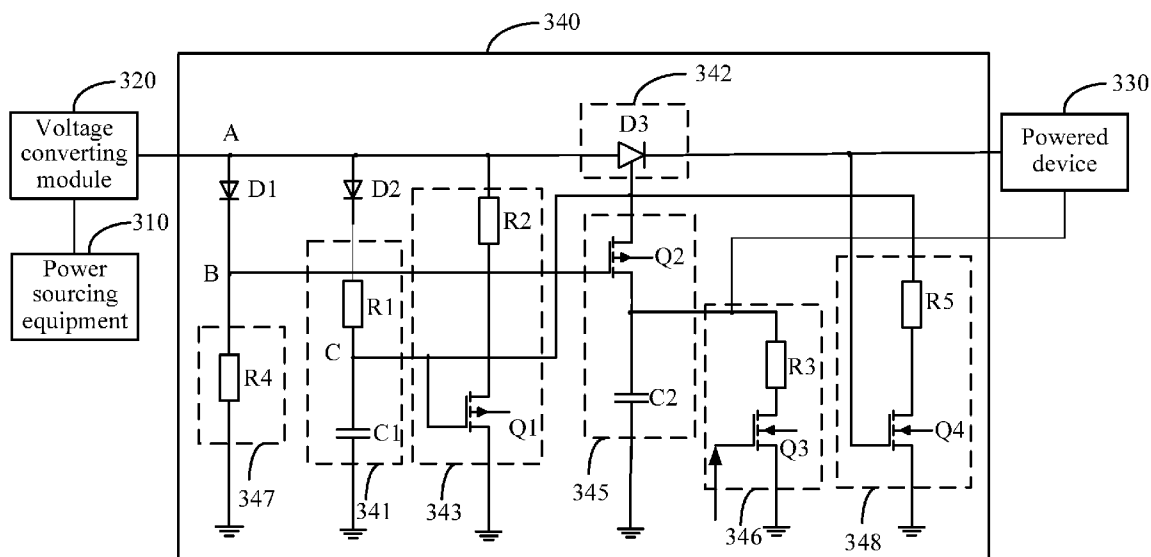 340
320
342
330
Voltage
converting
module
A
D3
Powered
device
D1
D2
310
R2
Power
sourcing
equipment
B
Q2
R1
R5
R4
C
R3
C2
C1
Q1
Q3
Q4
347
341
343
345
346
348